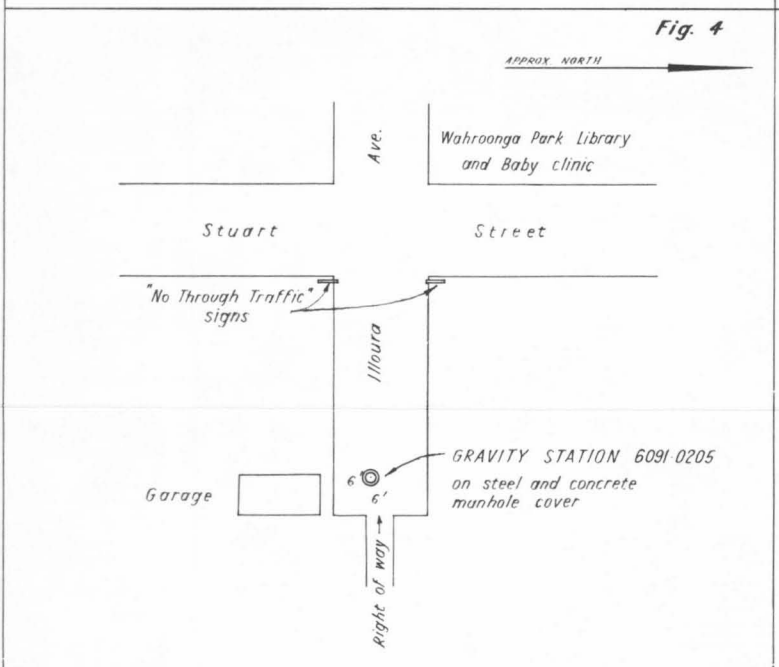 Fig. 4
APPROX. NORTH
Ave.
Wahroonga Park Library
and Baby clinic
Stuart Street
"No Through Traffic"
signs
Illoura
GRAVITY STATION 6091·0205
on steel and concrete
manhole cover
6'
6'
Garage
Right of way